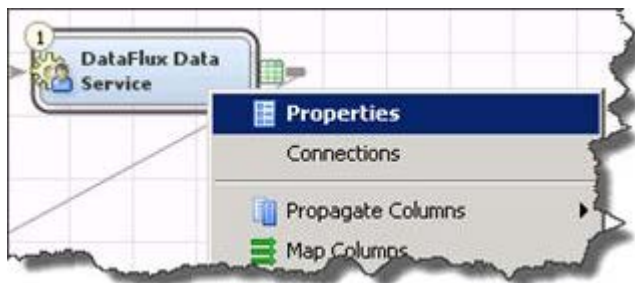 1
DataFlux Data
Service
Properties
Connections
Propagate Columns
Map Columns